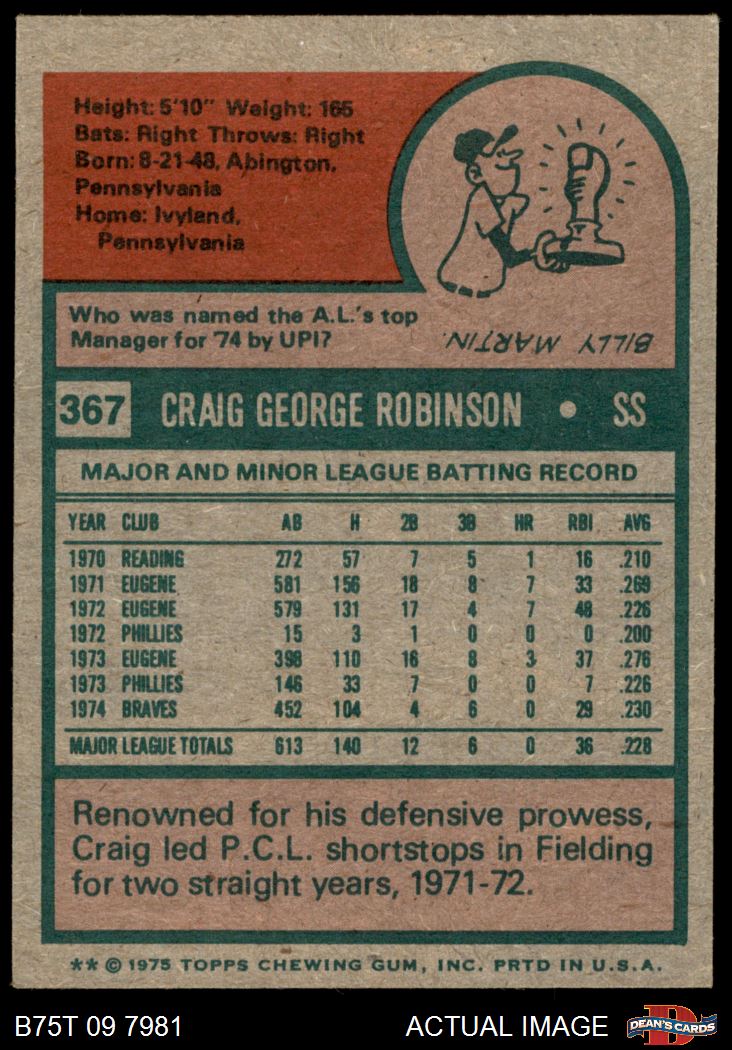 Height: 5'10" Weight: 165
Bats: Right Throws: Right
Born: 8-21-48, Abington,
Pennsylvania
Home: Ivyland,
Pennsylvania
Who was named the A.L.'s top
Manager for '74 by UPI?
BILLY MARTIN.
367 CRAIG GEORGE ROBINSON • SS
MAJOR AND MINOR LEAGUE BATTING RECORD
YEAR CLUB AB H 2B 3B HR RBI AVG
1970 READING 272 57 7 5 1 16 .210
1971 EUGENE 581 156 18 8 7 33 .269
1972 EUGENE 579 131 17 4 7 48 .226
1972 PHILLIES 15 3 1 0 0 0 .200
1973 EUGENE 398 110 16 8 3 37 .276
1973 PHILLIES 146 33 7 0 0 7 .226
1974 BRAVES 452 104 4 6 0 29 .230
MAJOR LEAGUE TOTALS 613 140 12 6 0 36 .228
Renowned for his defensive prowess,
Craig led P.C.L. shortstops in Fielding
for two straight years, 1971-72.
** © 1975 TOPPS CHEWING GUM, INC. PRTD IN U.S.A.
B75T 09 7981 ACTUAL IMAGE D DEAN'S CARDS